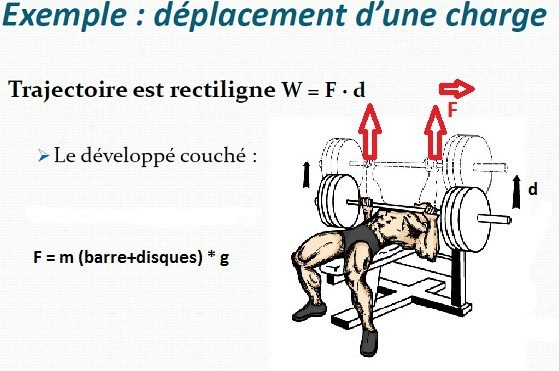 Exemple : déplacement d'une charge
Trajectoire est rectiligne W = F · d
F
Le développé couché :
d
F = m (barre+disques) * g